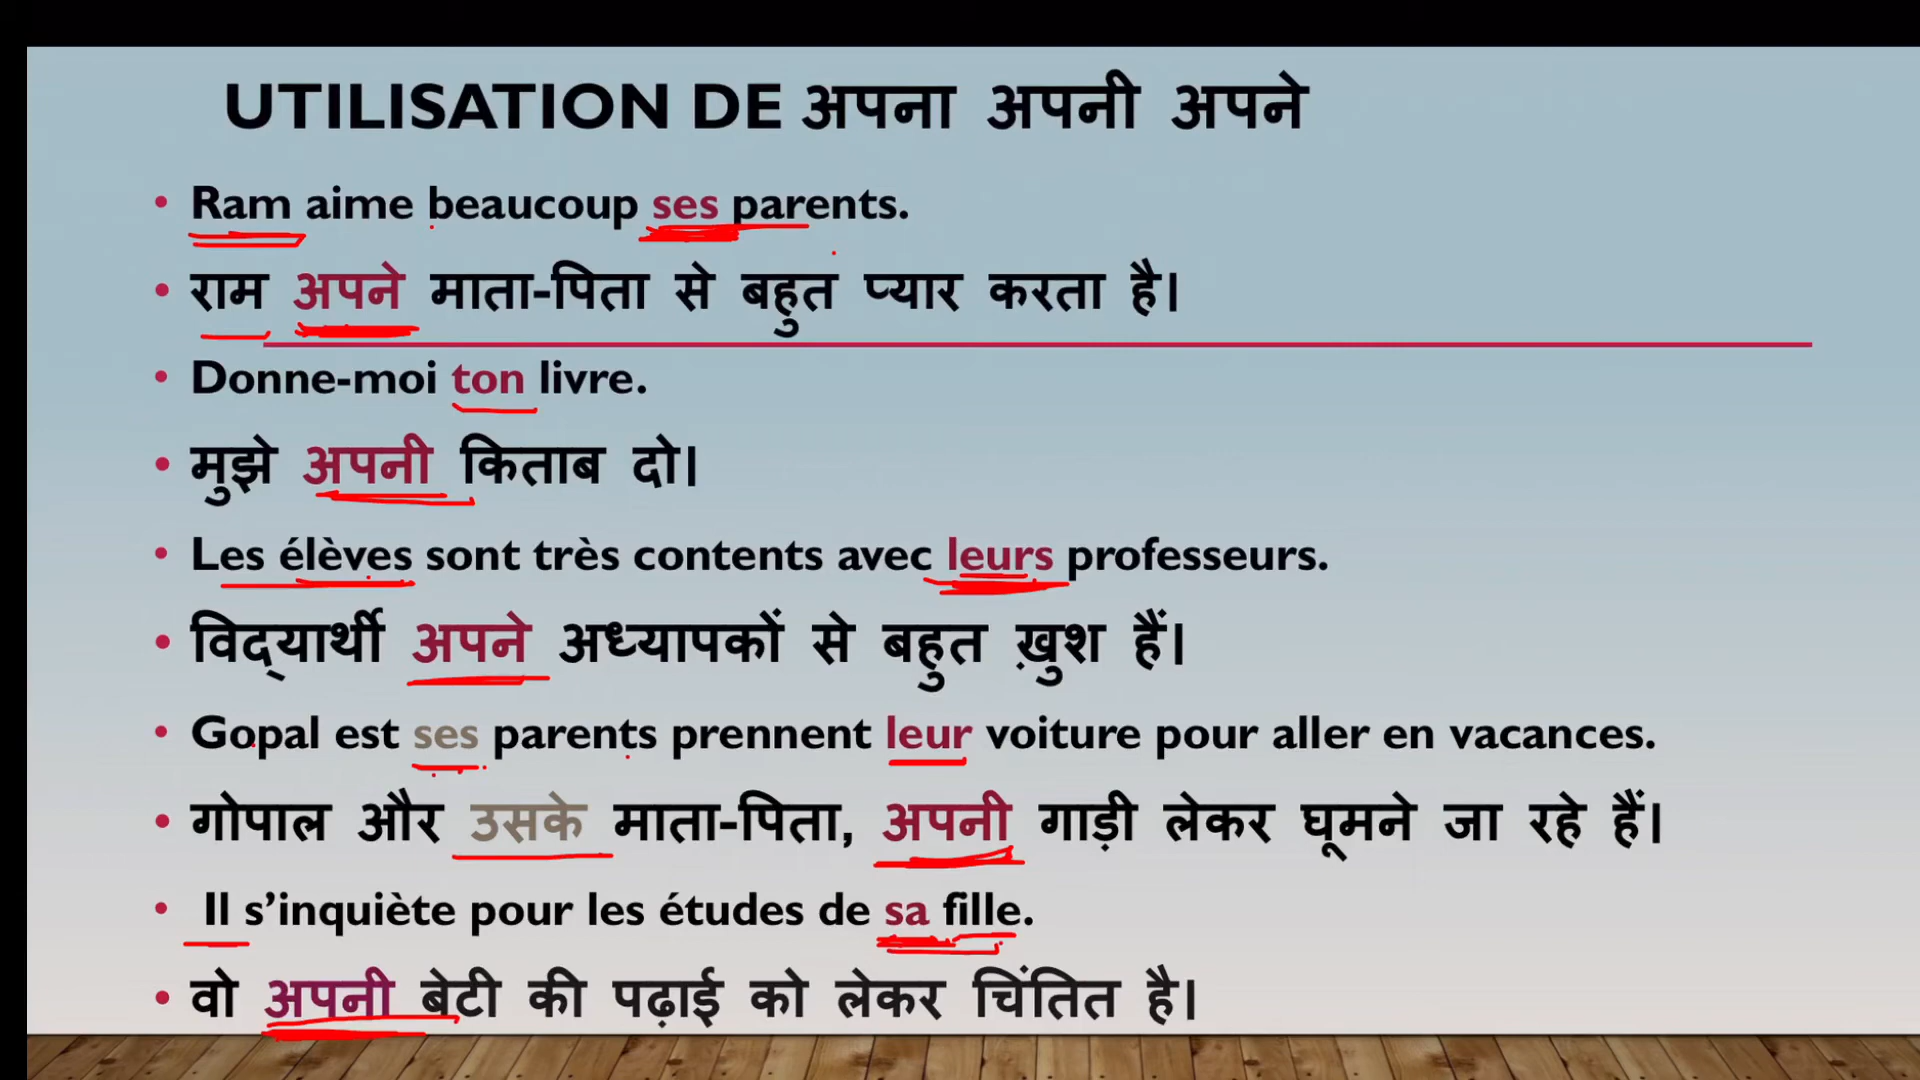 UTILISATION DE अपना अपनी अपने
• Ram aime beaucoup ses parents.
• राम अपने माता-पिता से बहुत प्यार करता है।
• Donne-moi ton livre.
• मुझे अपनी किताब दो।
• Les élèves sont très contents avec leurs professeurs.
• विद्यार्थी अपने अध्यापकों से बहुत ख़ुश हैं।
• Gopal est ses parents prennent leur voiture pour aller en vacances.
• गोपाल और उसके माता-पिता, अपनी गाड़ी लेकर घूमने जा रहे हैं।
• Il s’inquiète pour les études de sa fille.
• वो अपनी बेटी की पढ़ाई को लेकर चिंतित है।